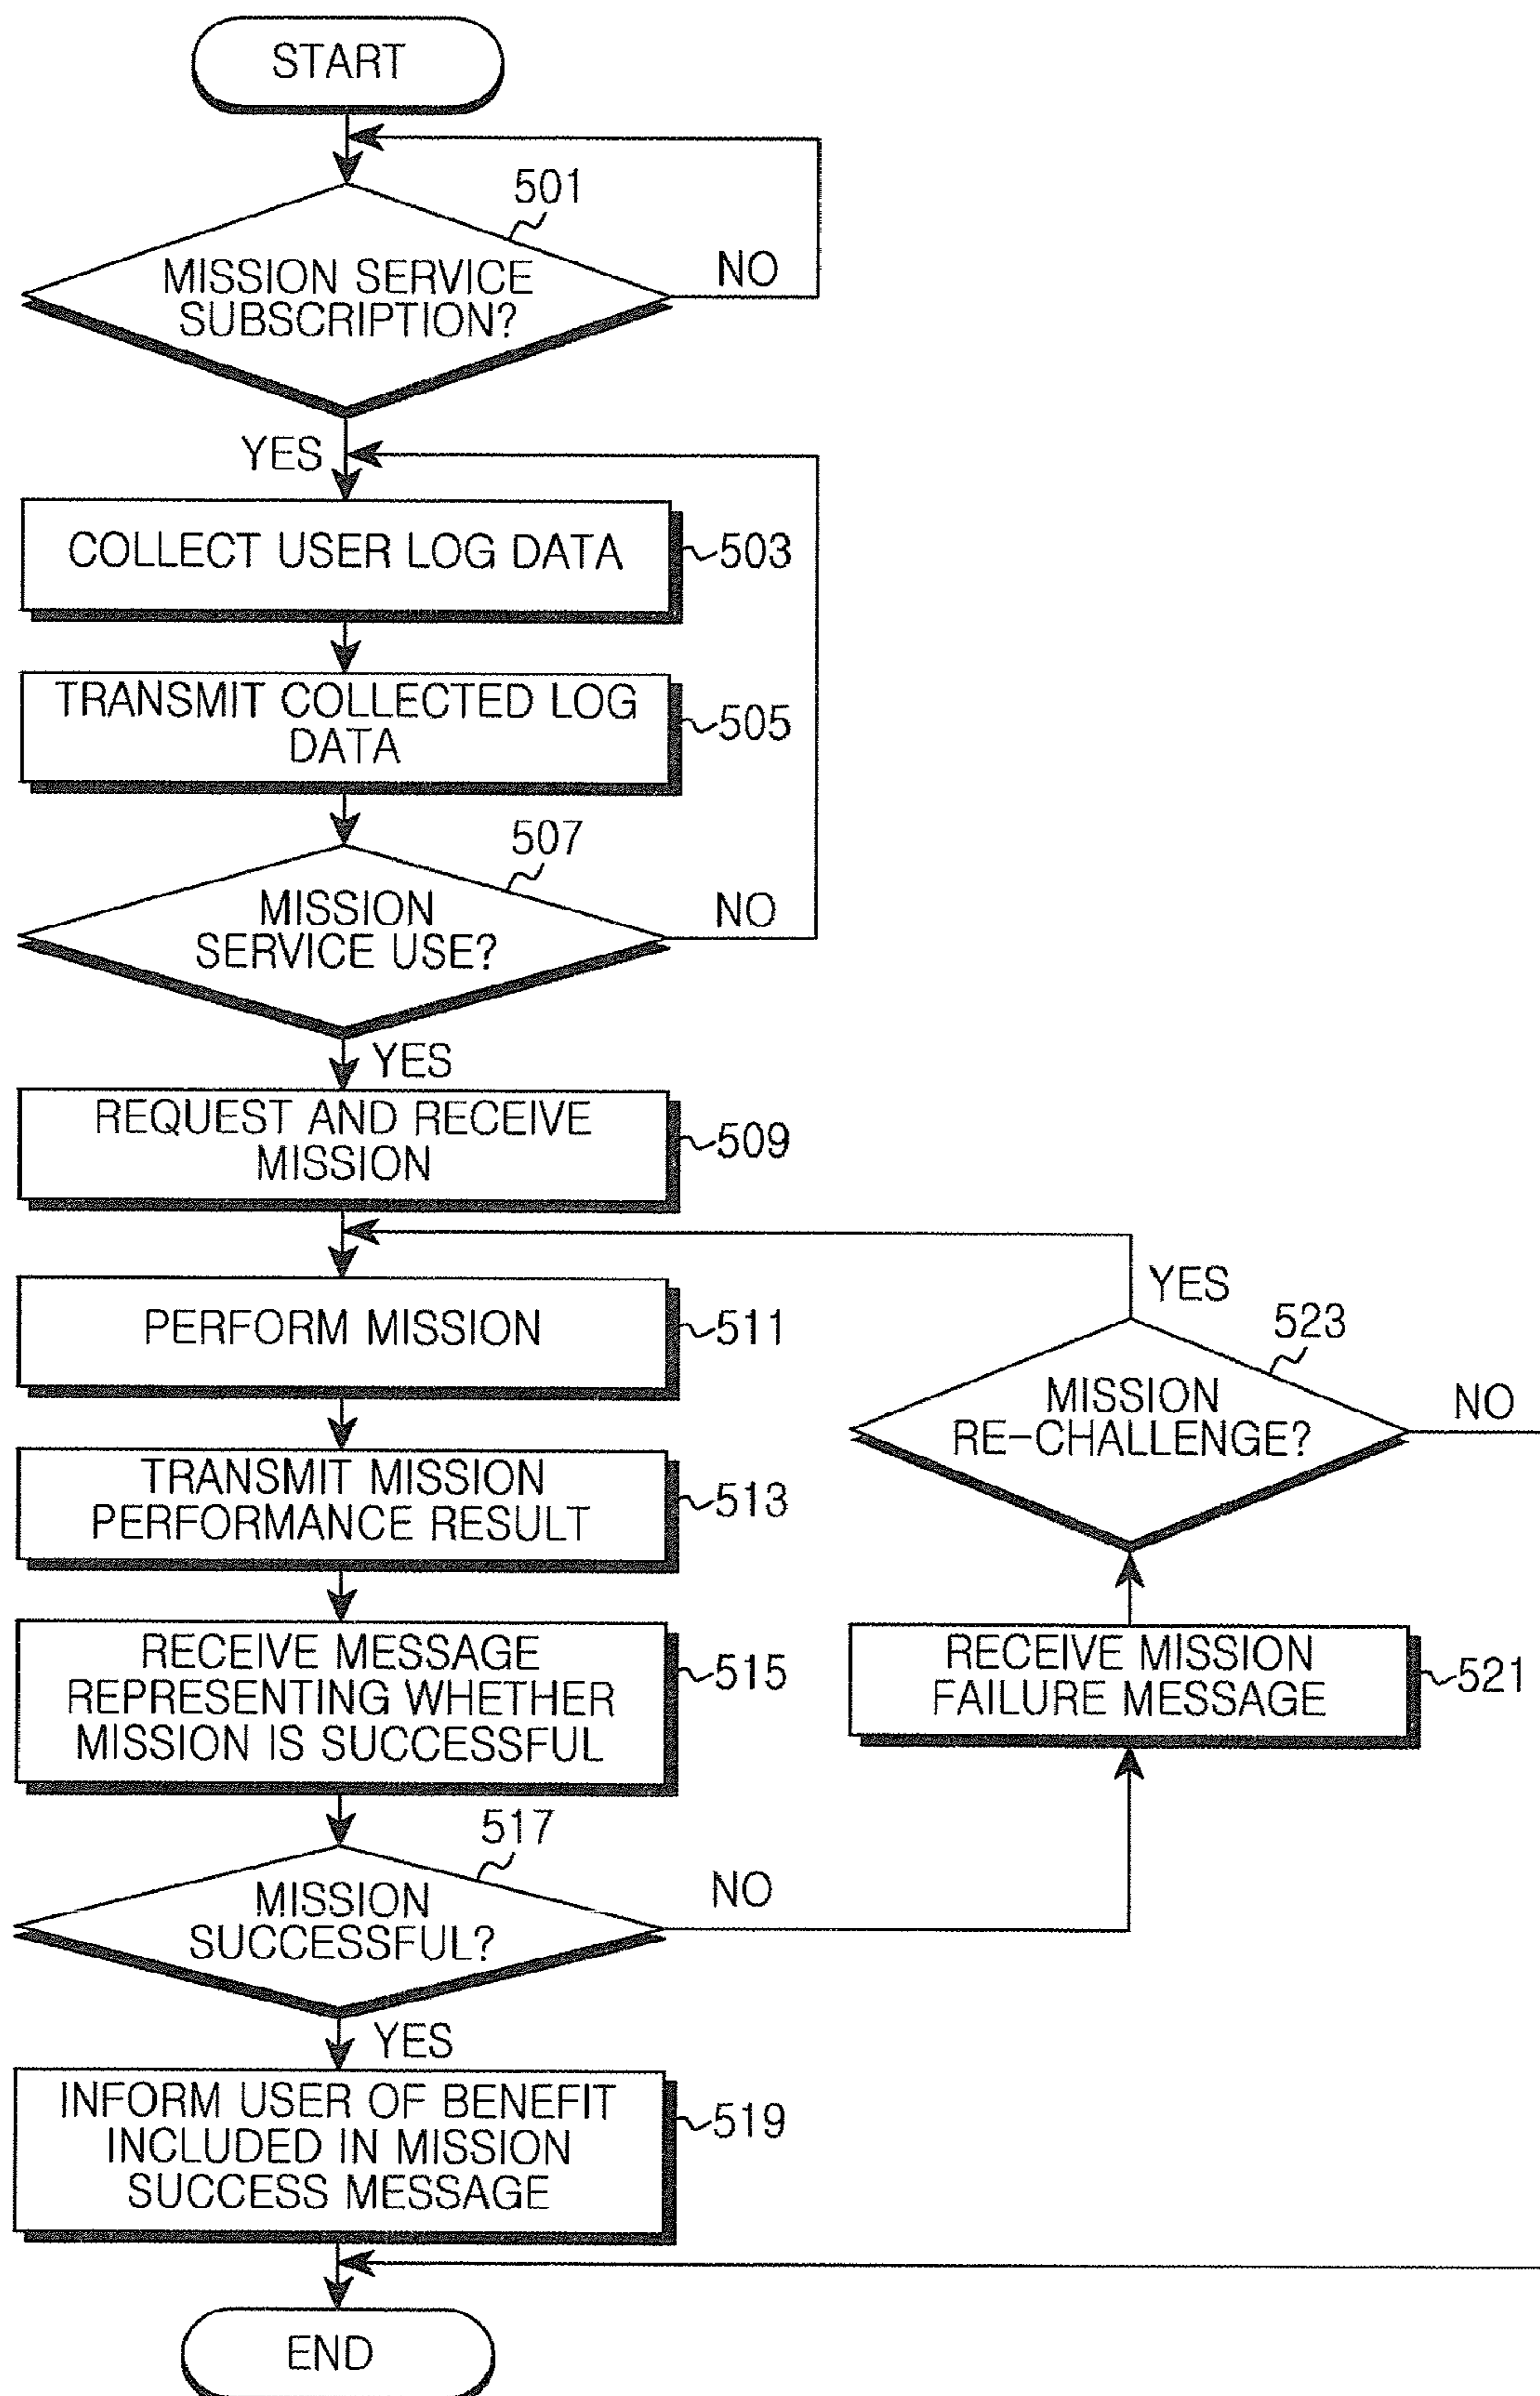 START
501
MISSION SERVICE
SUBSCRIPTION?
NO
YES
COLLECT USER LOG DATA
503
TRANSMIT COLLECTED LOG
DATA
505
507
MISSION
SERVICE USE?
NO
YES
REQUEST AND RECEIVE
MISSION
509
PERFORM MISSION
511
TRANSMIT MISSION
PERFORMANCE RESULT
513
RECEIVE MESSAGE
REPRESENTING WHETHER
MISSION IS SUCCESSFUL
515
517
MISSION
SUCCESSFUL?
NO
YES
INFORM USER OF BENEFIT
INCLUDED IN MISSION
SUCCESS MESSAGE
519
RECEIVE MISSION
FAILURE MESSAGE
521
YES
523
MISSION
RE-CHALLENGE?
NO
END